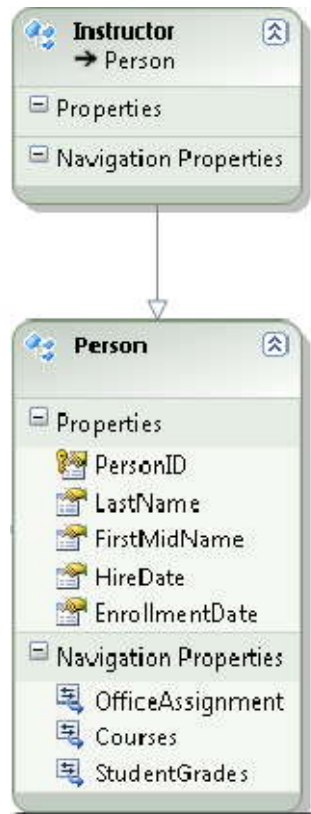 Instructor
→ Person
Properties
Navigation Properties
Person
Properties
PersonID
LastName
FirstMidName
HireDate
EnrollmentDate
Navigation Properties
OfficeAssignment
Courses
StudentGrades